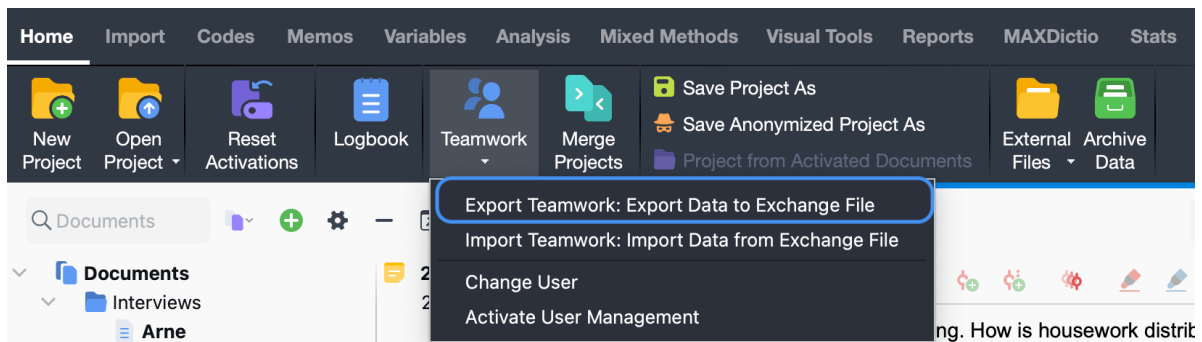 Home Import Codes Memos Variables Analysis Mixed Methods Visual Tools Reports MAXDictio Stats
New Project
Open Project
Reset Activations
Logbook
Teamwork
Merge Projects
Save Project As
Save Anonymized Project As
Project from Activated Documents
External Files
Archive Data
Export Teamwork: Export Data to Exchange File
Import Teamwork: Import Data from Exchange File
Change User
Activate User Management
Documents
Documents
Interviews
Arne
2
2
ng. How is housework distrib